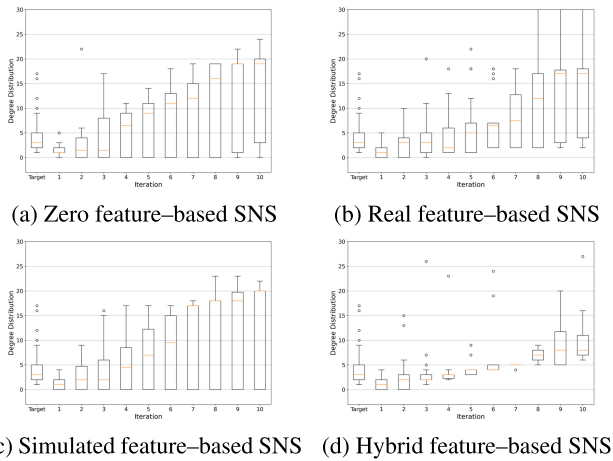 30
25
20
15
10
5
0
Degree Distribution
Target 1 2 3 4 5 6 7 8 9 10
Iteration
(a) Zero feature–based SNS
30
25
20
15
10
5
0
Degree Distribution
Target 1 2 3 4 5 6 7 8 9 10
Iteration
(b) Real feature–based SNS
30
25
20
15
10
5
0
Degree Distribution
Target 1 2 3 4 5 6 7 8 9 10
Iteration
c) Simulated feature–based SNS
30
25
20
15
10
5
0
Degree Distribution
Target 1 2 3 4 5 6 7 8 9 10
Iteration
(d) Hybrid feature–based SNS